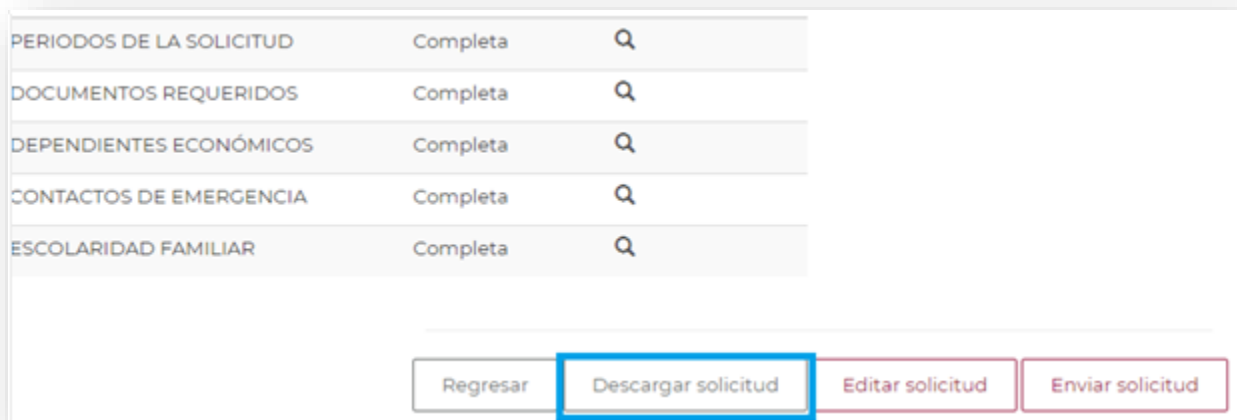 PERIODOS DE LA SOLICITUD Completa
DOCUMENTOS REQUERIDOS Completa
DEPENDIENTES ECONÓMICOS Completa
CONTACTOS DE EMERGENCIA Completa
ESCOLARIDAD FAMILIAR Completa
Regresar Descargar solicitud Editar solicitud Enviar solicitud